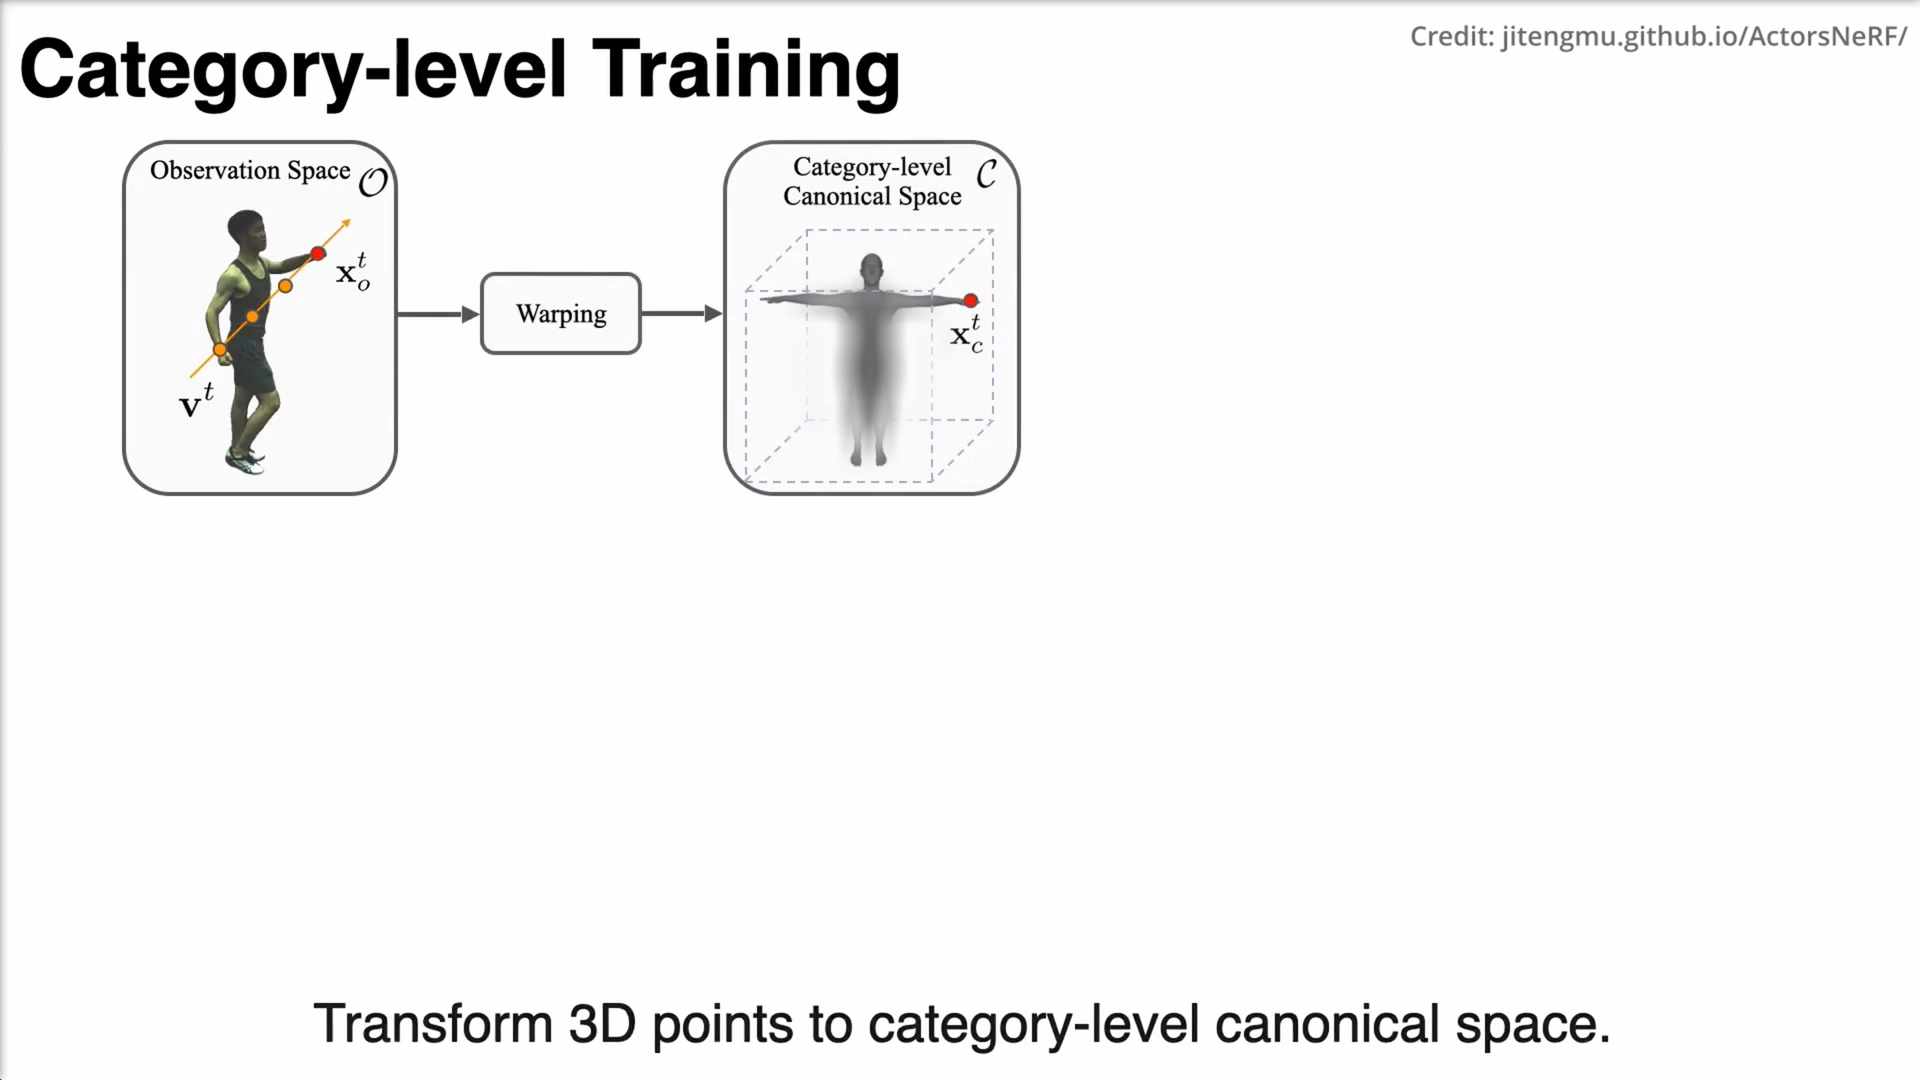 Credit: jitengmu.github.io/ActorsNeRF/
Category-level Training
Observation Space 𝒪
x_o^t
v^t
Warping
Category-level
Canonical Space 𝒞
x_c^t
Transform 3D points to category-level canonical space.